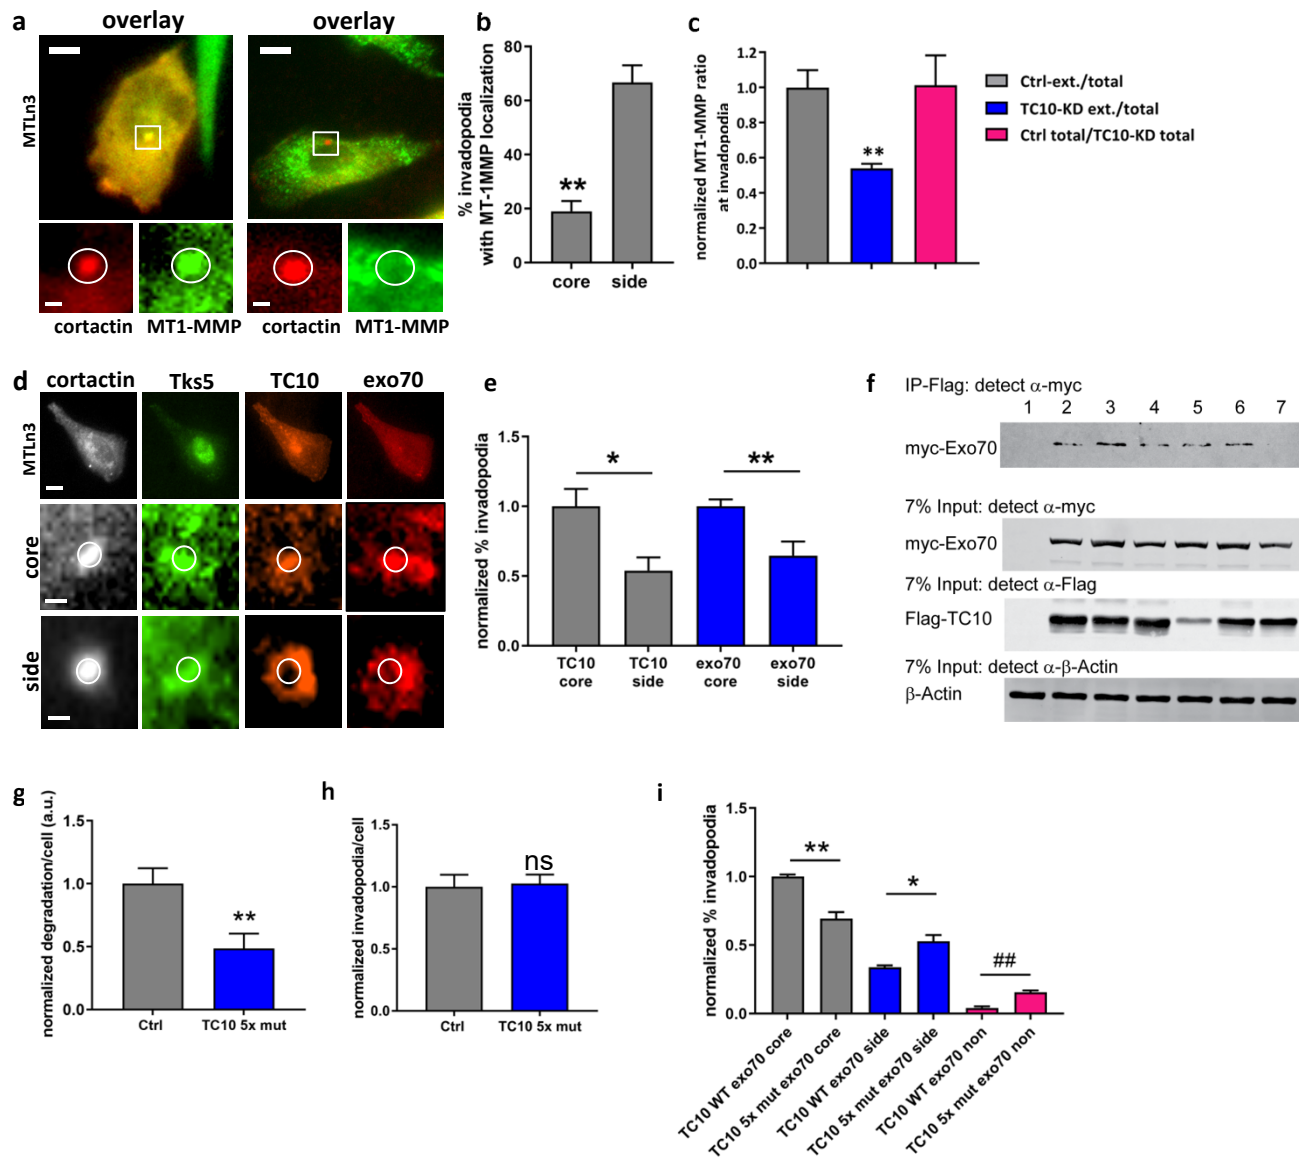 a
overlay
overlay
MTLn3
cortactin
MT1-MMP
cortactin
MT1-MMP
b
% invadopodia
with MT-1MMP localization
80
60
40
20
0
**
core
side
c
normalized MT1-MMP ratio
at invadopodia
1.2
1.0
0.8
0.6
0.4
0.2
0.0
**
Ctrl-ext./total
TC10-KD ext./total
Ctrl total/TC10-KD total
d
cortactin
Tks5
TC10
exo70
MTLn3
core
side
e
normalized % invadopodia
1.5
1.0
0.5
0.0
*
**
TC10
core
TC10
side
exo70
core
exo70
side
f
IP-Flag: detect α-myc
1 2 3 4 5 6 7
myc-Exo70
7% Input: detect α-myc
myc-Exo70
7% Input: detect α-Flag
Flag-TC10
7% Input: detect α-β-Actin
β-Actin
g
normalized degradation/cell (a.u.)
1.5
1.0
0.5
0.0
**
Ctrl
TC10 5x mut
h
normalized invadopodia/cell
1.5
1.0
0.5
0.0
ns
Ctrl
TC10 5x mut
i
normalized % invadopodia
1.5
1.0
0.5
0.0
**
*
##
TC10 WT exo70 core
TC10 5x mut exo70 core
TC10 WT exo70 side
TC10 5x mut exo70 side
TC10 WT exo70 non
TC10 5x mut exo70 non